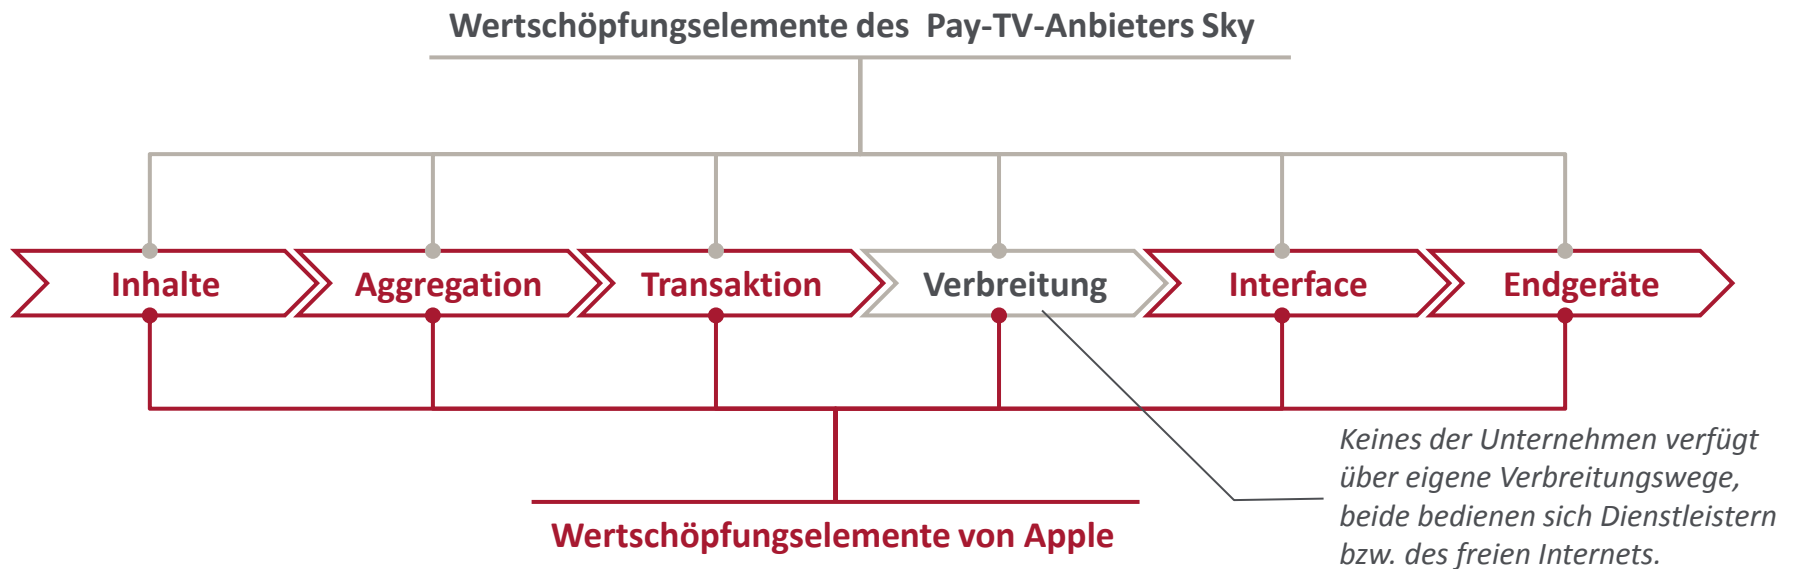 Wertschöpfungselemente des Pay-TV-Anbieters Sky
Inhalte
Aggregation
Transaktion
Verbreitung
Interface
Endgeräte
Keines der Unternehmen verfügt
über eigene Verbreitungswege,
beide bedienen sich Dienstleistern
bzw. des freien Internets.
Wertschöpfungselemente von Apple